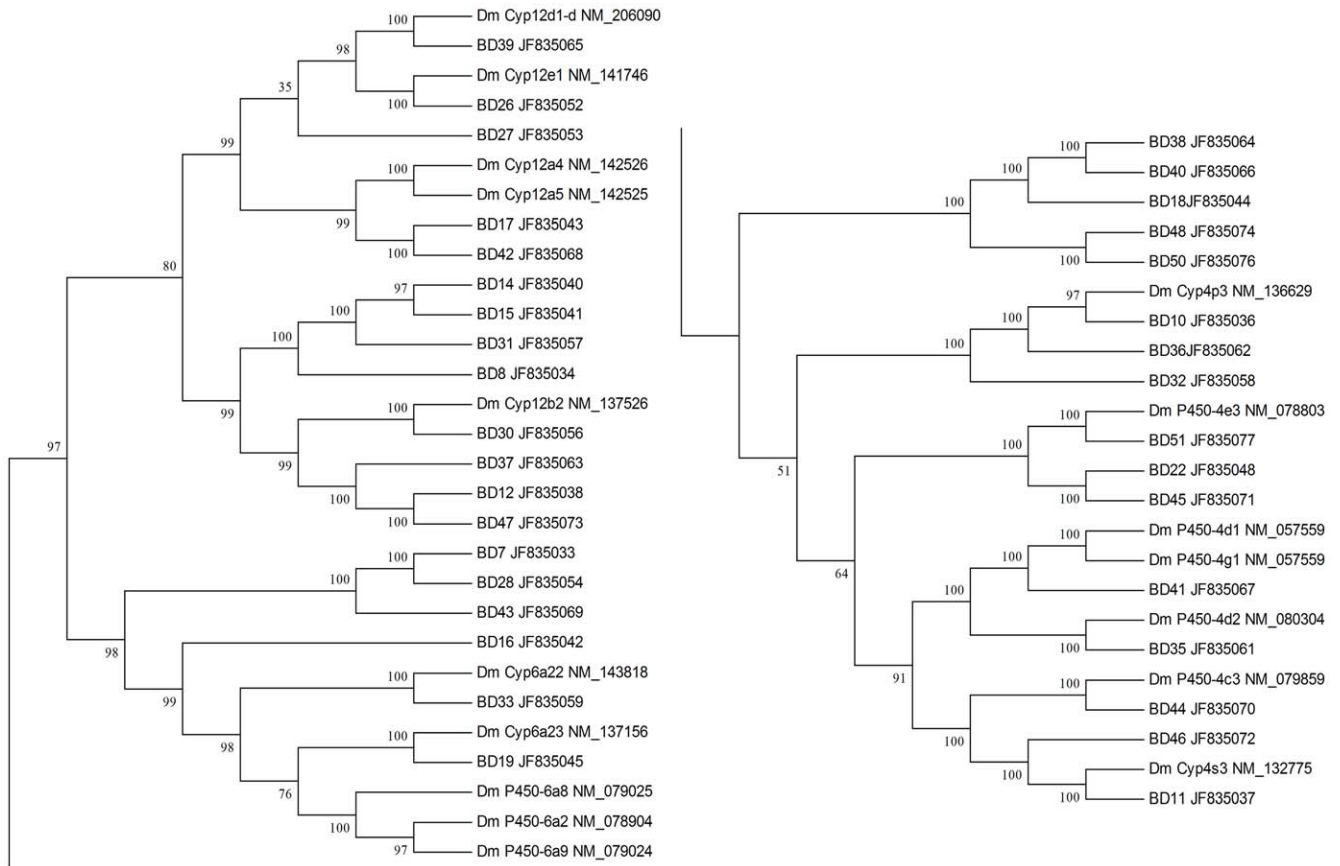 Dm Cyp12d1-d NM_206090
BD39 JF835065
Dm Cyp12e1 NM_141746
BD26 JF835052
BD27 JF835053
Dm Cyp12a4 NM_142526
Dm Cyp12a5 NM_142525
BD17 JF835043
BD42 JF835068
BD14 JF835040
BD15 JF835041
BD31 JF835057
BD8 JF835034
Dm Cyp12b2 NM_137526
BD30 JF835056
BD37 JF835063
BD12 JF835038
BD47 JF835073
BD7 JF835033
BD28 JF835054
BD43 JF835069
BD16 JF835042
Dm Cyp6a22 NM_143818
BD33 JF835059
Dm Cyp6a23 NM_137156
BD19 JF835045
Dm P450-6a8 NM_079025
Dm P450-6a2 NM_078904
Dm P450-6a9 NM_079024
100
98
100
35
99
100
99
100
80
97
100
100
99
100
99
100
100
97
100
100
98
99
100
98
100
76
100
97
BD38 JF835064
BD40 JF835066
BD18JF835044
BD48 JF835074
BD50 JF835076
Dm Cyp4p3 NM_136629
BD10 JF835036
BD36JF835062
BD32 JF835058
Dm P450-4e3 NM_078803
BD51 JF835077
BD22 JF835048
BD45 JF835071
Dm P450-4d1 NM_057559
Dm P450-4g1 NM_057559
BD41 JF835067
Dm P450-4d2 NM_080304
BD35 JF835061
Dm P450-4c3 NM_079859
BD44 JF835070
BD46 JF835072
Dm Cyp4s3 NM_132775
BD11 JF835037
100
100
100
100
97
100
100
51
100
100
100
64
100
100
100
100
91
100
100
100
100